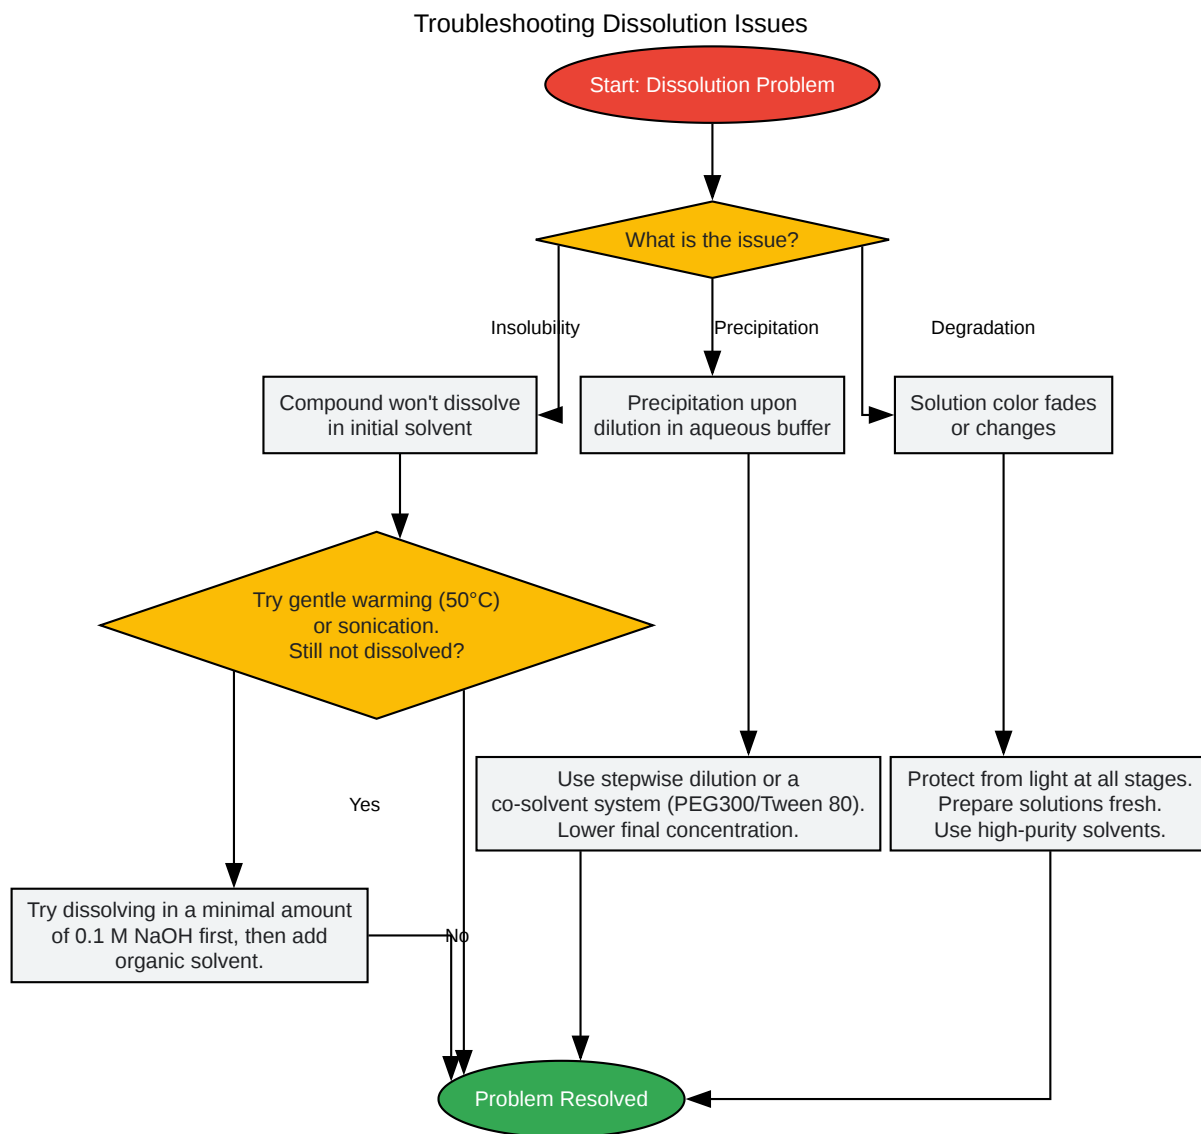 Troubleshooting Dissolution Issues
Start: Dissolution Problem
What is the issue?
Insolubility
Precipitation
Degradation
Compound won't dissolve
in initial solvent
Precipitation upon
dilution in aqueous buffer
Solution color fades
or changes
Try gentle warming (50°C)
or sonication.
Still not dissolved?
Use stepwise dilution or a
co-solvent system (PEG300/Tween 80).
Lower final concentration.
Protect from light at all stages.
Prepare solutions fresh.
Use high-purity solvents.
Yes
Try dissolving in a minimal amount
of 0.1 M NaOH first, then add
organic solvent.
No
Problem Resolved